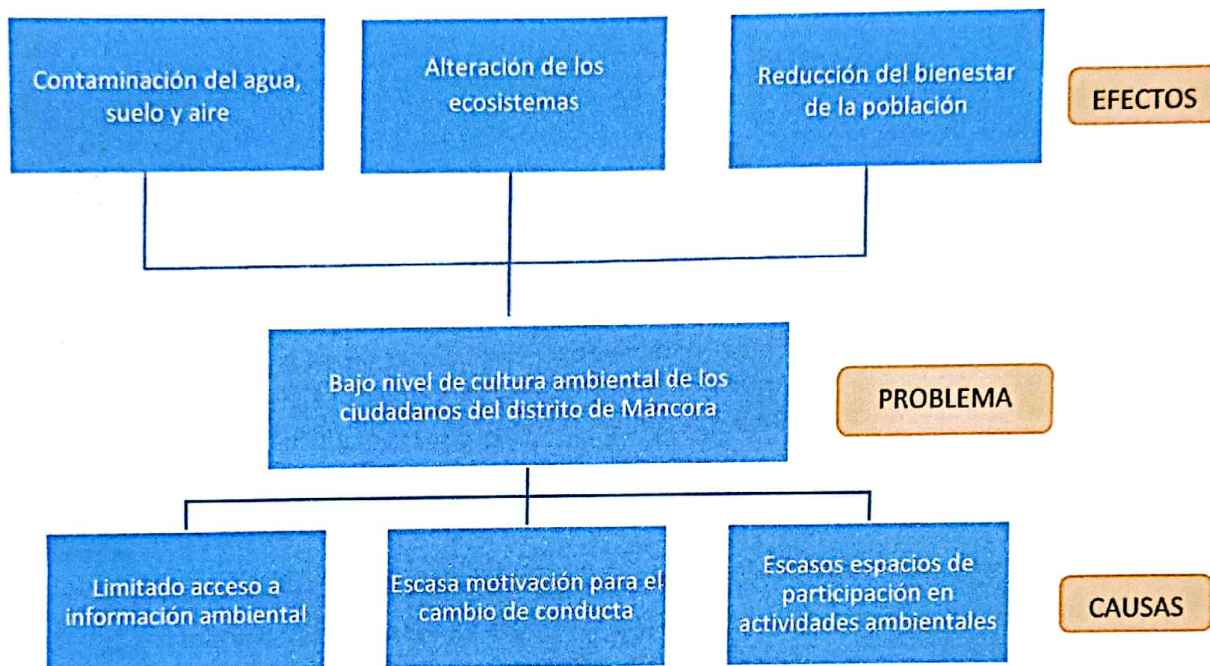 Contaminación del agua,
suelo y aire
Alteración de los
ecosistemas
Reducción del bienestar
de la población
EFECTOS
Bajo nivel de cultura ambiental de los
ciudadanos del distrito de Máncora
PROBLEMA
Limitado acceso a
información ambiental
Escasa motivación para el
cambio de conducta
Escasos espacios de
participación en
actividades ambientales
CAUSAS